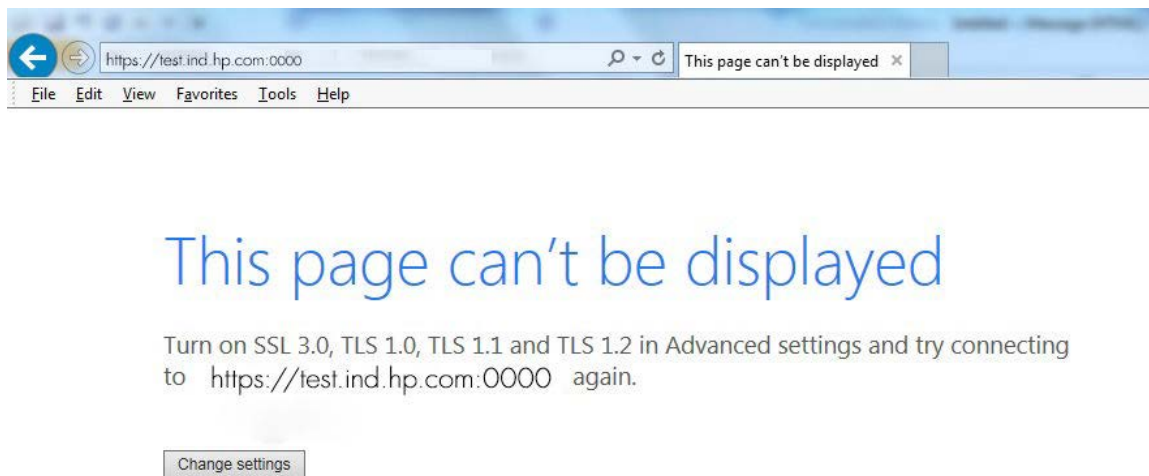 https://test.ind.hp.com:0000 This page can't be displayed
File Edit View Favorites Tools Help
This page can't be displayed
Turn on SSL 3.0, TLS 1.0, TLS 1.1 and TLS 1.2 in Advanced settings and try connecting
to https://test.ind.hp.com:0000 again.
Change settings